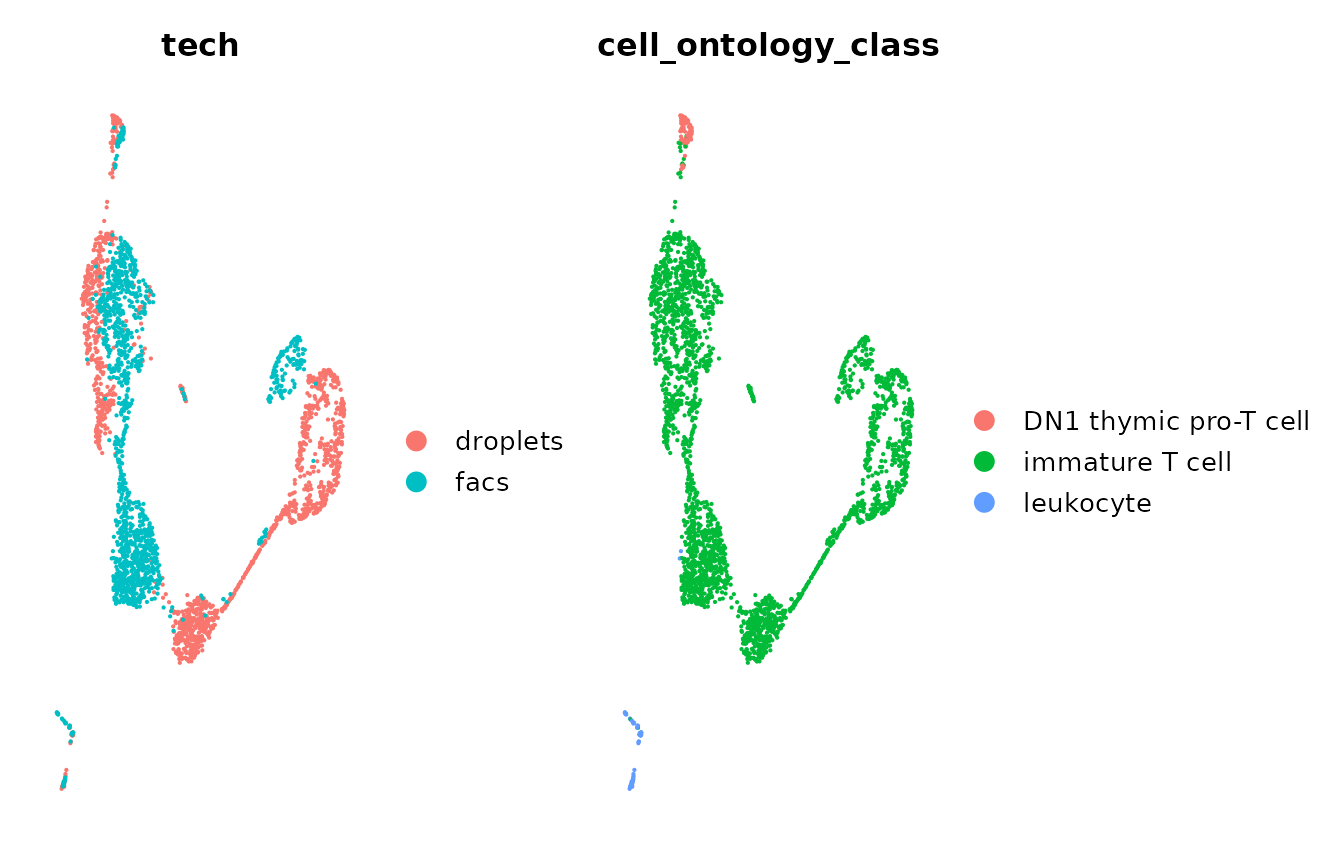 tech
droplets
facs
cell_ontology_class
DN1 thymic pro-T cell
immature T cell
leukocyte